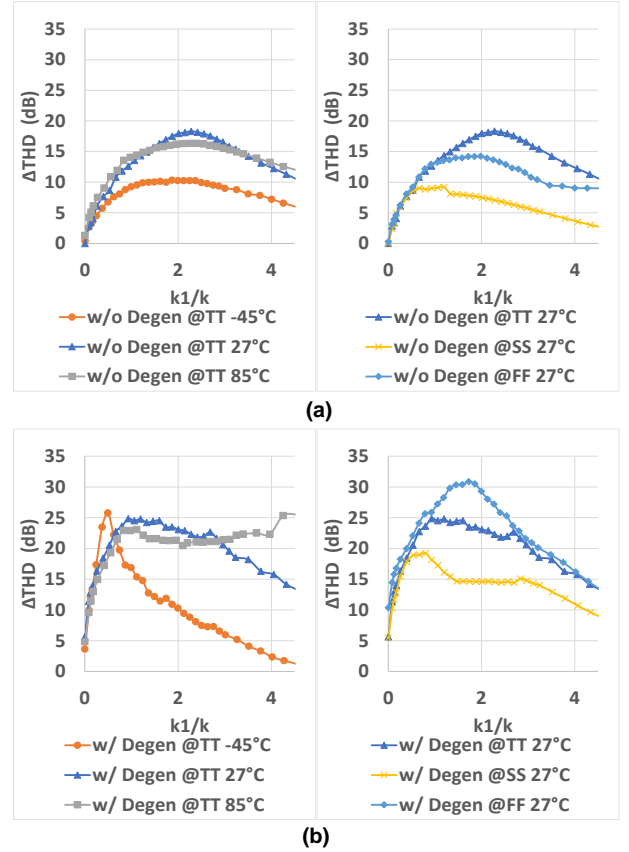 35
30
25
20
15
10
5
0
ΔTHD (dB)
0 2 4
k1/k
w/o Degen @TT -45°C
w/o Degen @TT 27°C
w/o Degen @TT 85°C
35
30
25
20
15
10
5
0
ΔTHD (dB)
0 2 4
k1/k
w/o Degen @TT 27°C
w/o Degen @SS 27°C
w/o Degen @FF 27°C
(a)
35
30
25
20
15
10
5
0
ΔTHD (dB)
0 2 4
k1/k
w/ Degen @TT -45°C
w/ Degen @TT 27°C
w/ Degen @TT 85°C
35
30
25
20
15
10
5
0
ΔTHD (dB)
0 2 4
k1/k
w/ Degen @TT 27°C
w/ Degen @SS 27°C
w/ Degen @FF 27°C
(b)